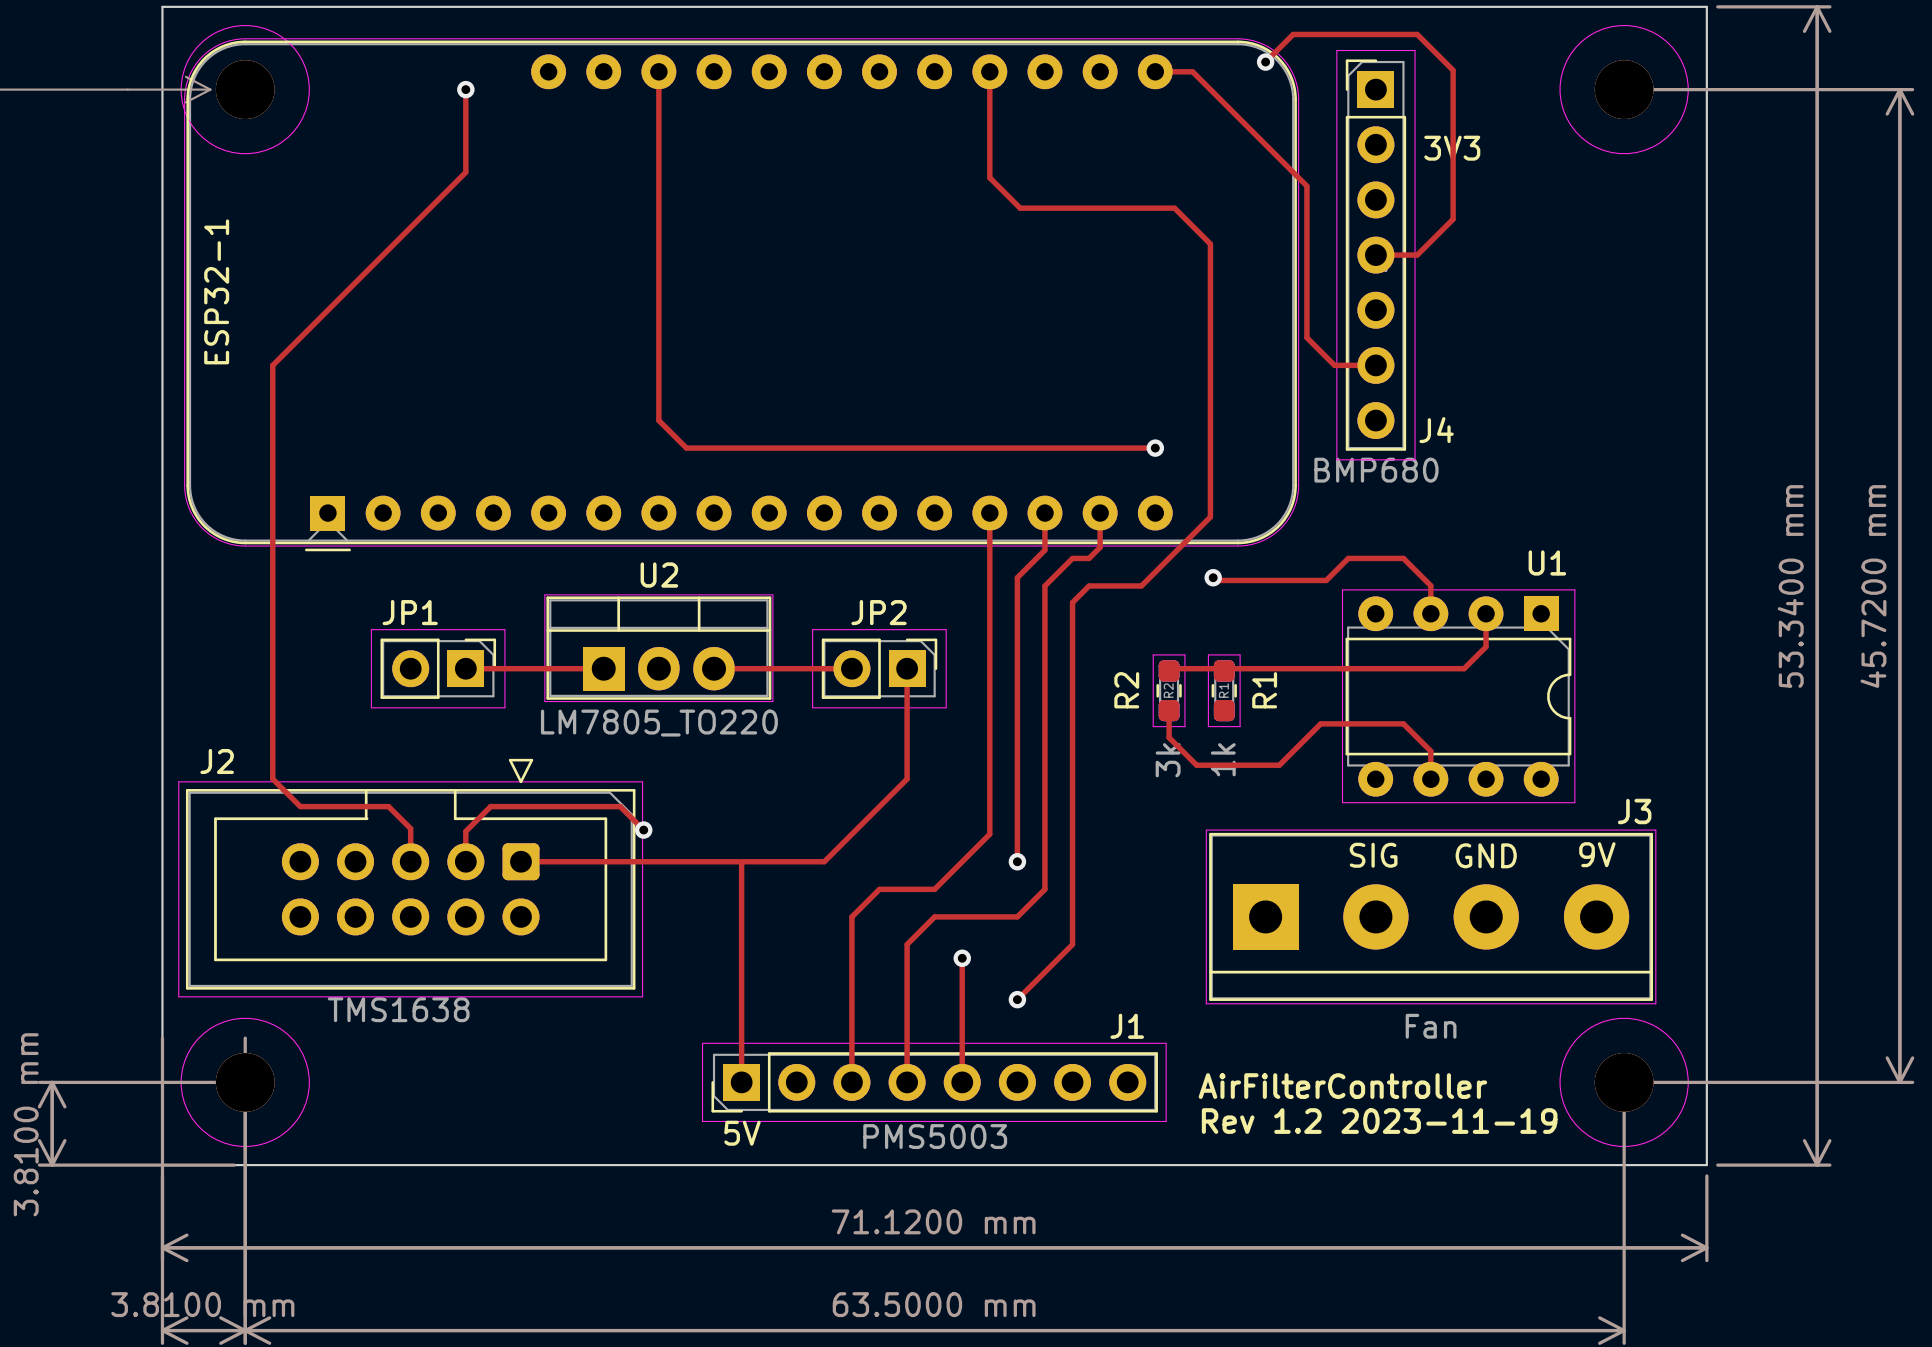 3V3
ESP32-1
J4
BMP680
U1
U2
JP1
JP2
LM7805_TO220
R2
R2
R1
R1
3k
1k
J2
J3
SIG
GND
9V
TMS1638
Fan
J1
5V
PMS5003
AirFilterController
Rev 1.2 2023-11-19
53.3400 mm
45.7200 mm
3.8100 mm
71.1200 mm
3.8100 mm
63.5000 mm